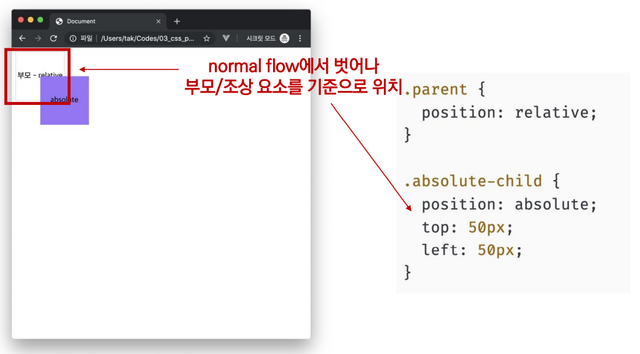 Document
파일
/Users/tak/Codes/03_css_p...
시크릿 모드
부모 - relative
absolute
normal flow에서 벗어나
부모/조상 요소를 기준으로 위치
.parent {
position: relative;
}
.absolute-child {
position: absolute;
top: 50px;
left: 50px;
}